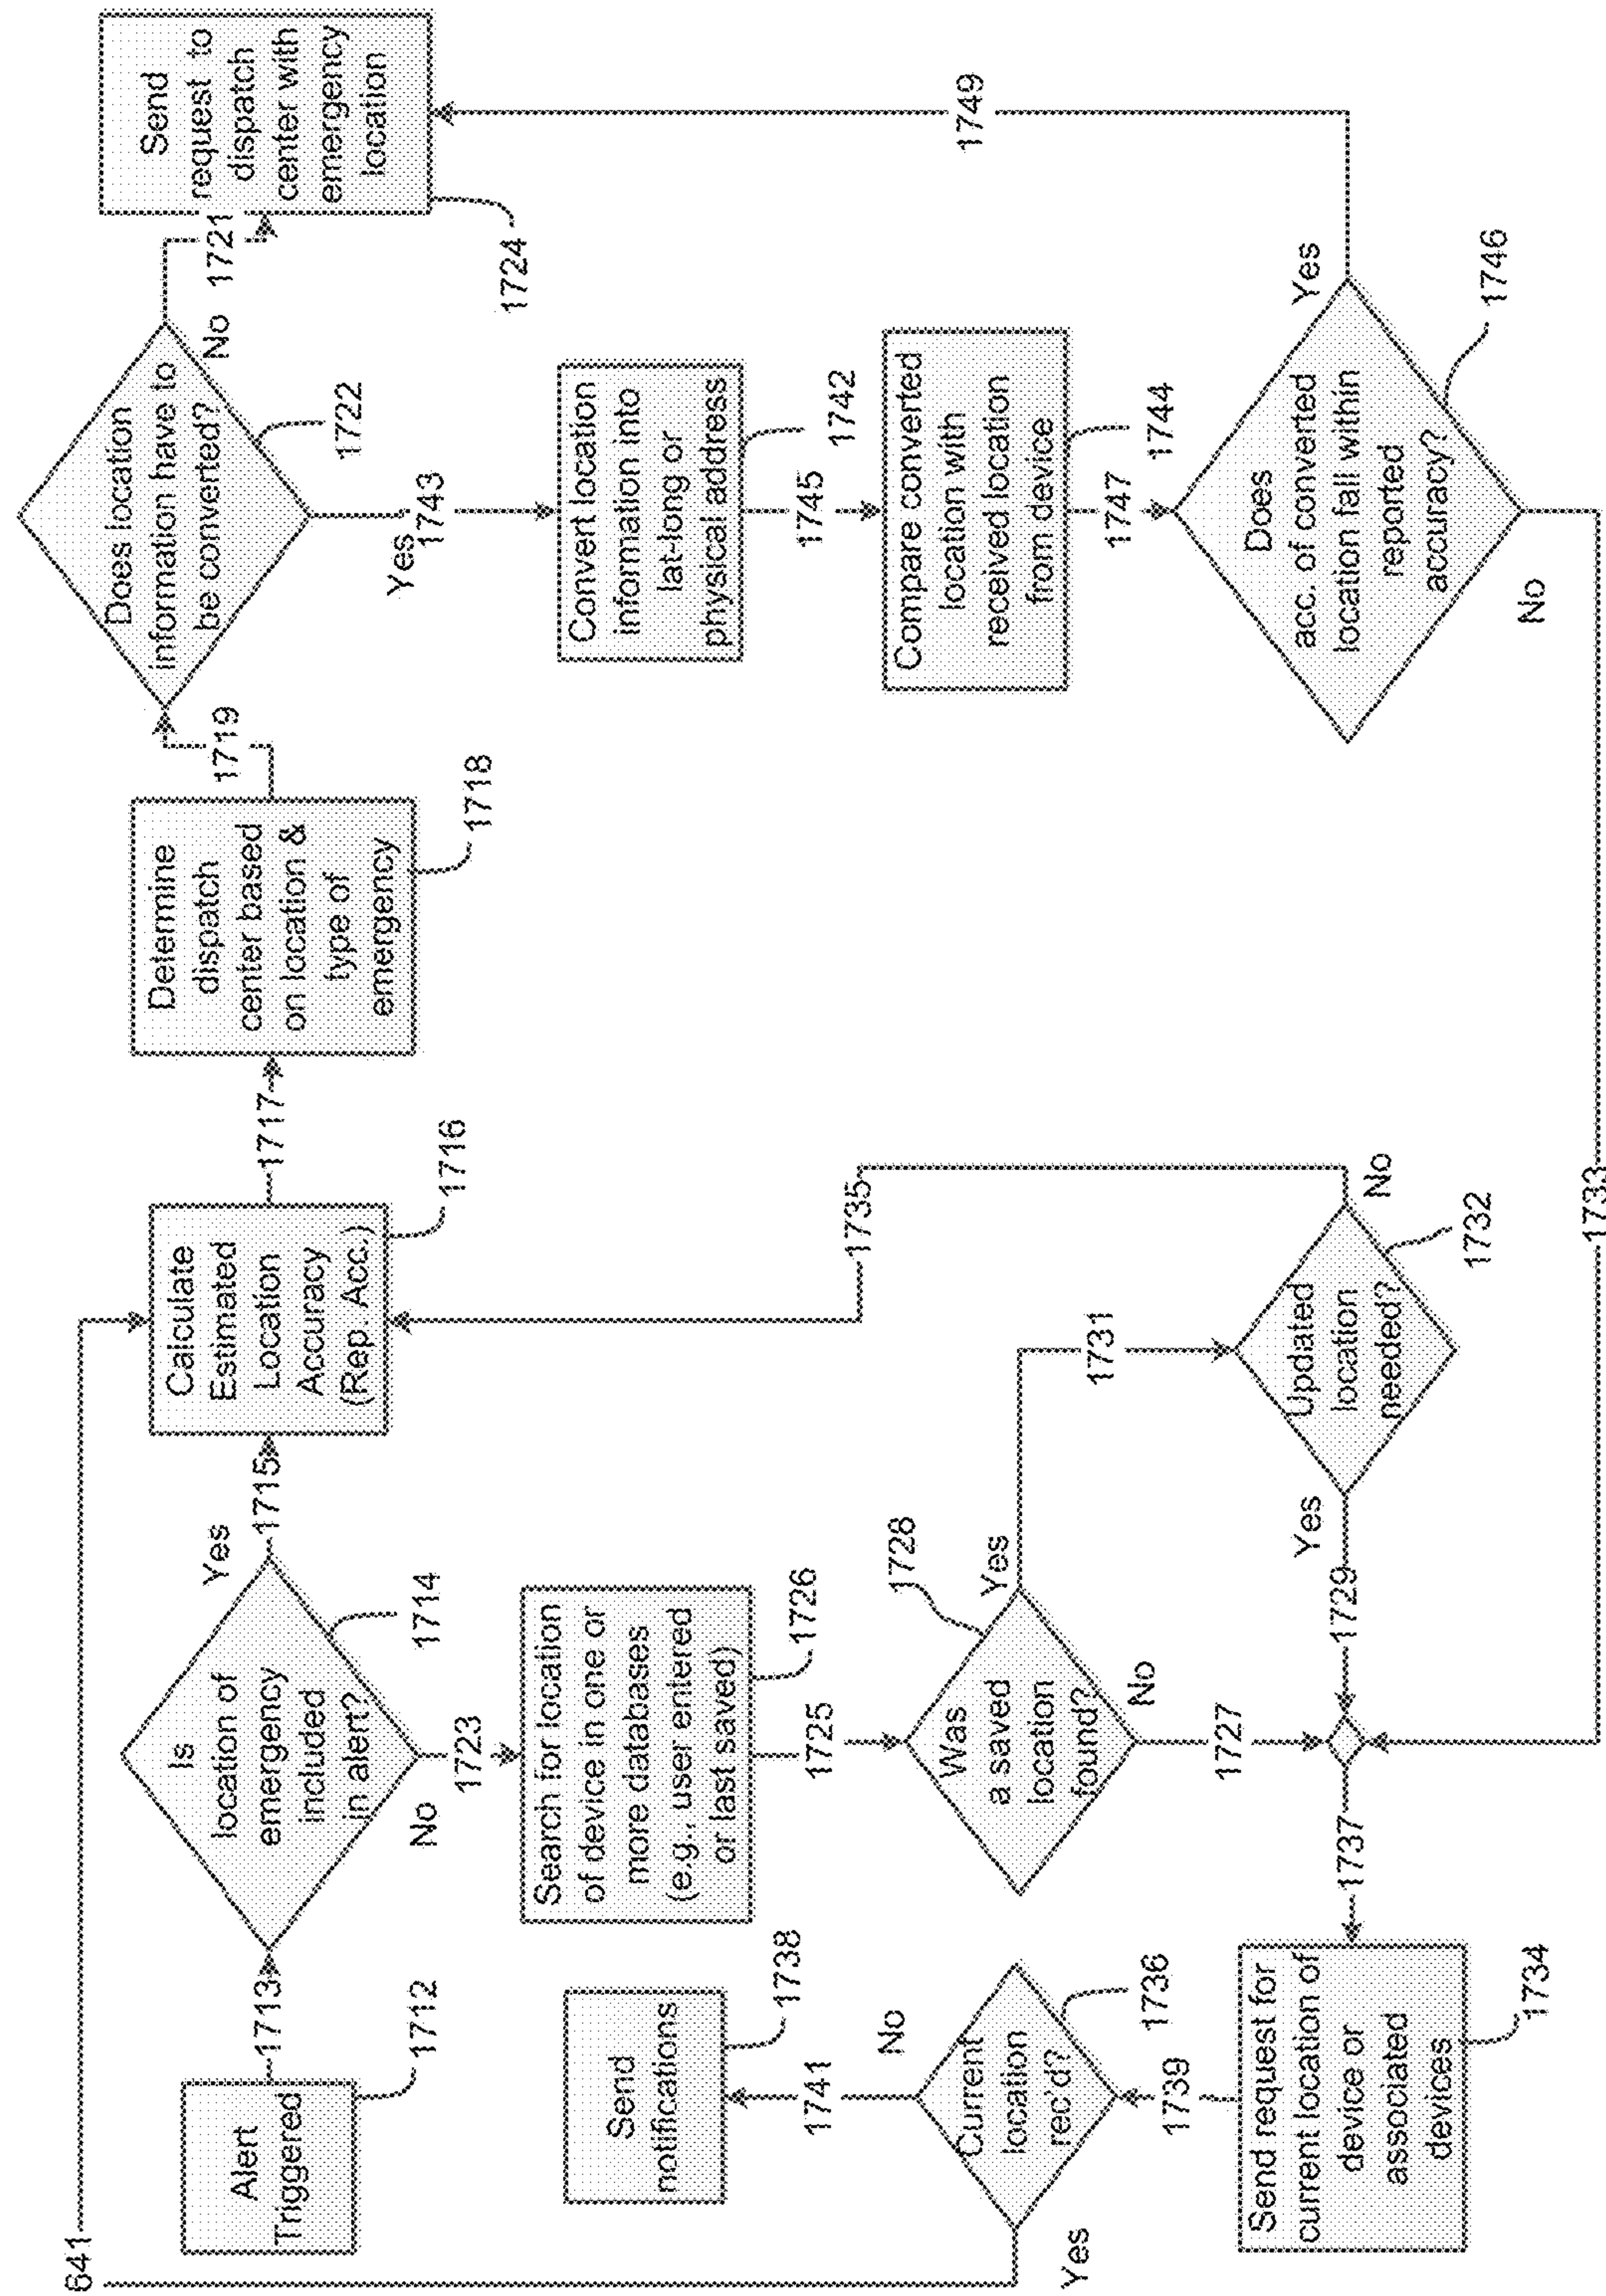 641
Alert
Triggered
1712
1713
Is
location of
emergency
included
in alert?
1714
Yes
1715
No
1723
Calculate
Estimated
Location
Accuracy
(Rep. Acc.)
1716
1717
Determine
dispatch
center based
on location &
type of
emergency
1718
1719
Does location
information have to
be converted?
1722
No
1721
Send
request to
dispatch
center with
emergency
location
1724
Yes
1743
Convert location
information into
lat-long or
physical address
1742
1745
Compare converted
location with
received location
from device
1744
1747
Does
acc. of converted
location fall within
reported
accuracy?
1746
Yes
1749
No
1733
Search for location
of device in one or
more databases
(e.g., user entered
or last saved)
1726
1725
Was
a saved
location
found?
1728
Yes
1731
No
1727
Updated
location
needed?
1732
No
1735
Yes
1729
1737
Send request for
current location of
device or
associated
devices
1734
1739
Current
location
rec'd?
1736
No
1741
Send
notifications
1738
Yes